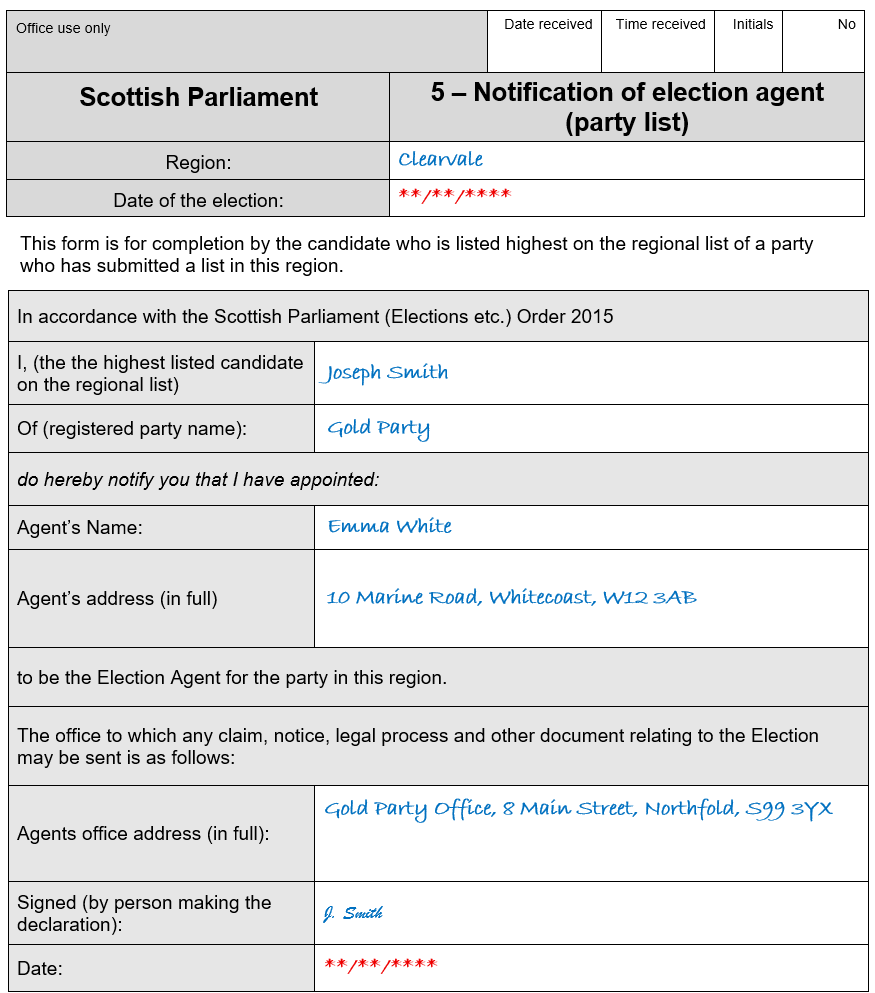 Office use only
Date received
Time received
Initials
No
Scottish Parliament
5 – Notification of election agent
(party list)
Region:
Clearvale
Date of the election:
**/**/****
This form is for completion by the candidate who is listed highest on the regional list of a party
who has submitted a list in this region.
In accordance with the Scottish Parliament (Elections etc.) Order 2015
I, (the the highest listed candidate
on the regional list)
Joseph Smith
Of (registered party name):
Gold Party
do hereby notify you that I have appointed:
Agent’s Name:
Emma White
Agent’s address (in full)
10 Marine Road, Whitecoast, W12 3AB
to be the Election Agent for the party in this region.
The office to which any claim, notice, legal process and other document relating to the Election
may be sent is as follows:
Agents office address (in full):
Gold Party Office, 8 Main Street, Northfold, S99 3YX
Signed (by person making the
declaration):
J. Smith
Date:
**/**/****